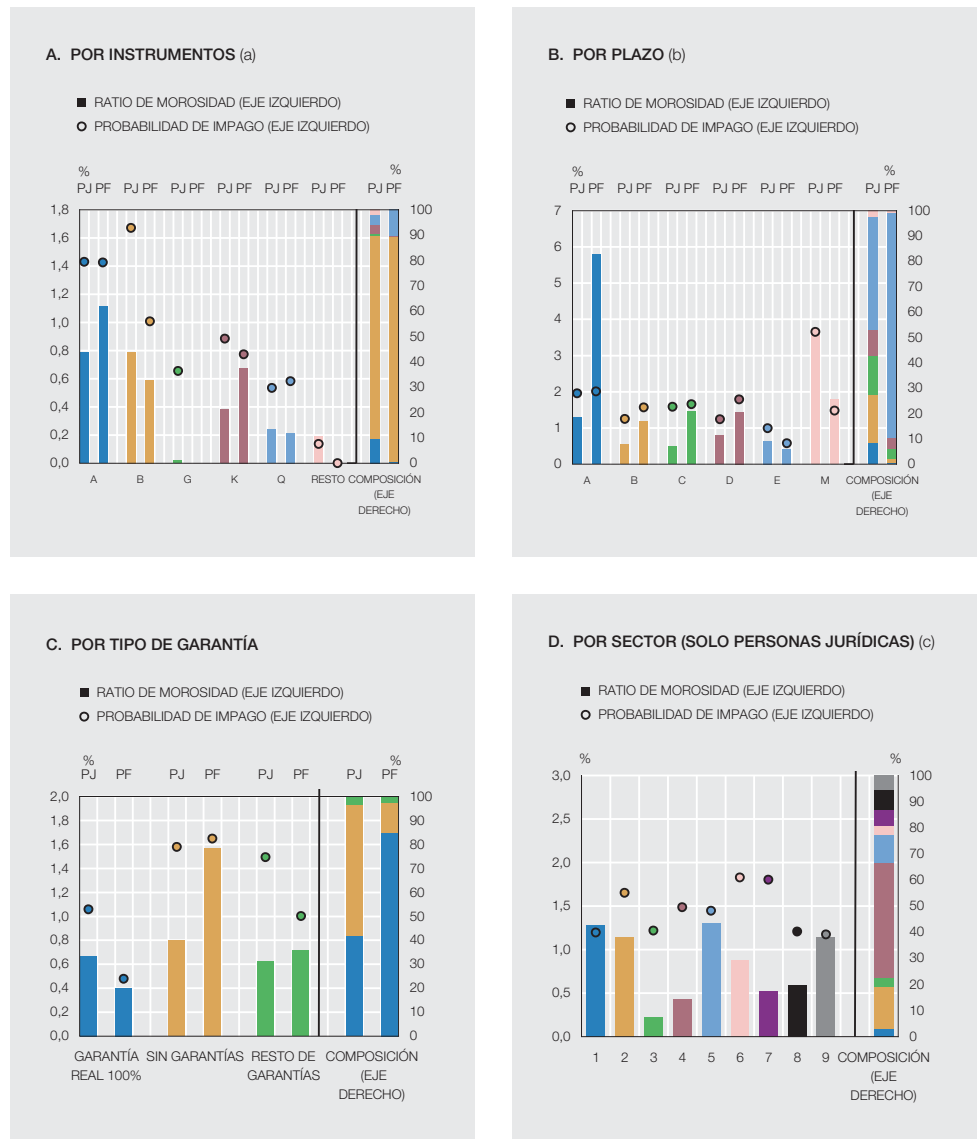 A. POR INSTRUMENTOS (a)
RATIO DE MOROSIDAD (EJE IZQUIERDO)
PROBABILIDAD DE IMPAGO (EJE IZQUIERDO)
% %
PJ PF PJ PF PJ PF PJ PF PJ PF PJ PF PJ PF
1,8 100
1,6 90
1,4 80
1,2 70
1,0 60
0,8 50
0,6 40
0,4 30
0,2 20
0,0 10
0
A B G K Q RESTO COMPOSICIÓN
(EJE
DERECHO)
B. POR PLAZO (b)
RATIO DE MOROSIDAD (EJE IZQUIERDO)
PROBABILIDAD DE IMPAGO (EJE IZQUIERDO)
% %
PJ PF PJ PF PJ PF PJ PF PJ PF PJ PF PJ PF
7 100
6 90
5 80
4 70
3 60
2 50
1 40
0 30
20
10
0
A B C D E M COMPOSICIÓN
(EJE
DERECHO)
C. POR TIPO DE GARANTÍA
RATIO DE MOROSIDAD (EJE IZQUIERDO)
PROBABILIDAD DE IMPAGO (EJE IZQUIERDO)
% %
PJ PF PJ PF PJ PF PJ PF
2,0 100
1,8 90
1,6 80
1,4 70
1,2 60
1,0 50
0,8 40
0,6 30
0,4 20
0,2 10
0,0 0
GARANTÍA SIN GARANTÍAS RESTO DE COMPOSICIÓN
REAL 100% GARANTÍAS (EJE
DERECHO)
D. POR SECTOR (SOLO PERSONAS JURÍDICAS) (c)
RATIO DE MOROSIDAD (EJE IZQUIERDO)
PROBABILIDAD DE IMPAGO (EJE IZQUIERDO)
% %
3,0 100
2,5 90
2,0 80
1,5 70
1,0 60
0,5 50
0,0 40
30
20
10
0
1 2 3 4 5 6 7 8 9 COMPOSICIÓN
(EJE
DERECHO)